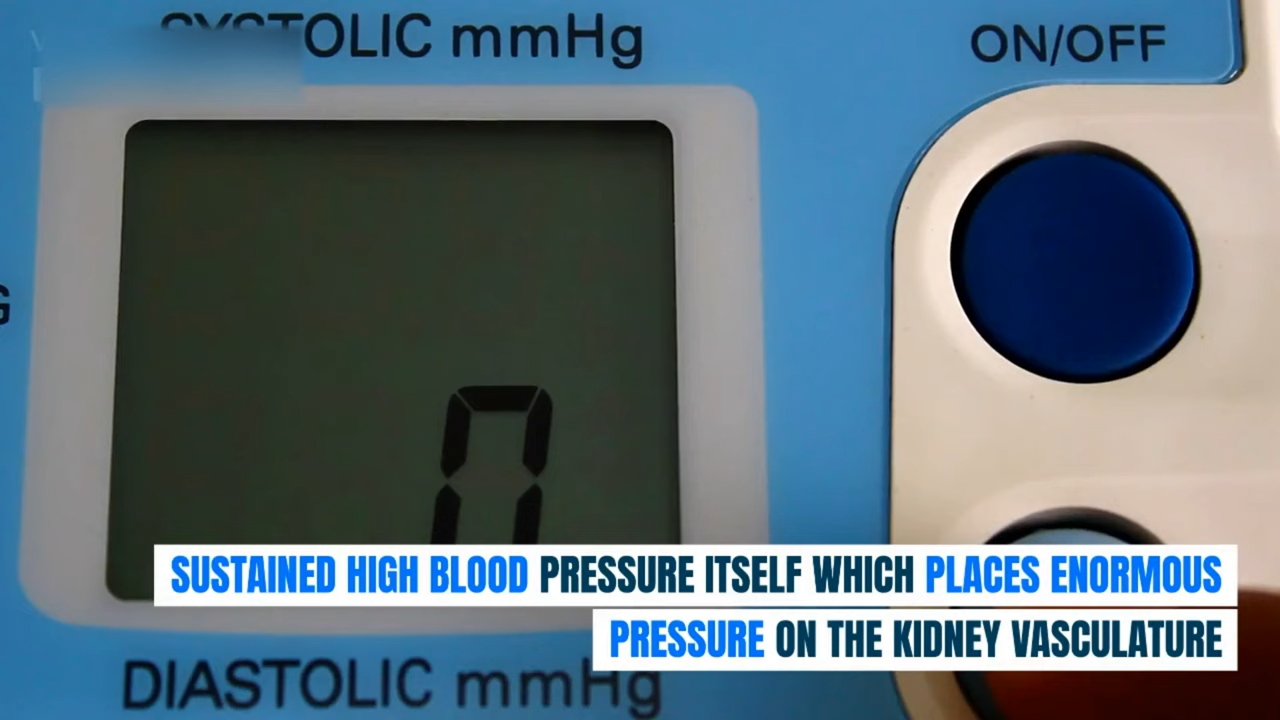 SYSTOLIC mmHg
ON/OFF
G
0
SUSTAINED HIGH BLOOD PRESSURE ITSELF WHICH PLACES ENORMOUS
PRESSURE ON THE KIDNEY VASCULATURE
DIASTOLIC mmHg